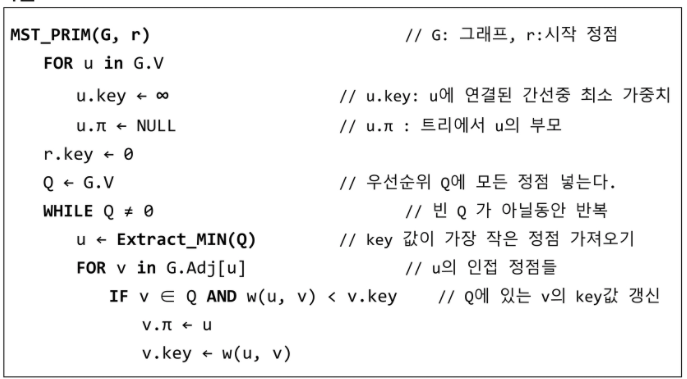 MST_PRIM(G, r) // G: 그래프, r:시작 정점
FOR u in G.V
u.key ← ∞ // u.key: u에 연결된 간선중 최소 가중치
u.π ← NULL // u.π : 트리에서 u의 부모
r.key ← 0
Q ← G.V // 우선순위 Q에 모든 정점 넣는다.
WHILE Q ≠ 0 // 빈 Q 가 아닐동안 반복
u ← Extract_MIN(Q) // key 값이 가장 작은 정점 가져오기
FOR v in G.Adj[u] // u의 인접 정점들
IF v ∈ Q AND w(u, v) < v.key // Q에 있는 v의 key값 갱신
v.π ← u
v.key ← w(u, v)